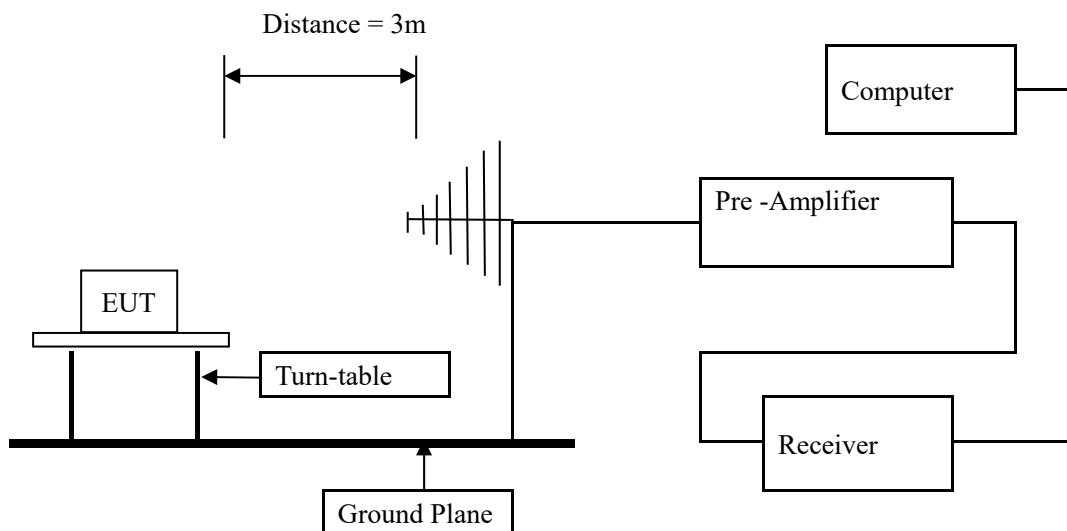 Distance = 3m
Computer
Pre -Amplifier
EUT
Turn-table
Receiver
Ground Plane